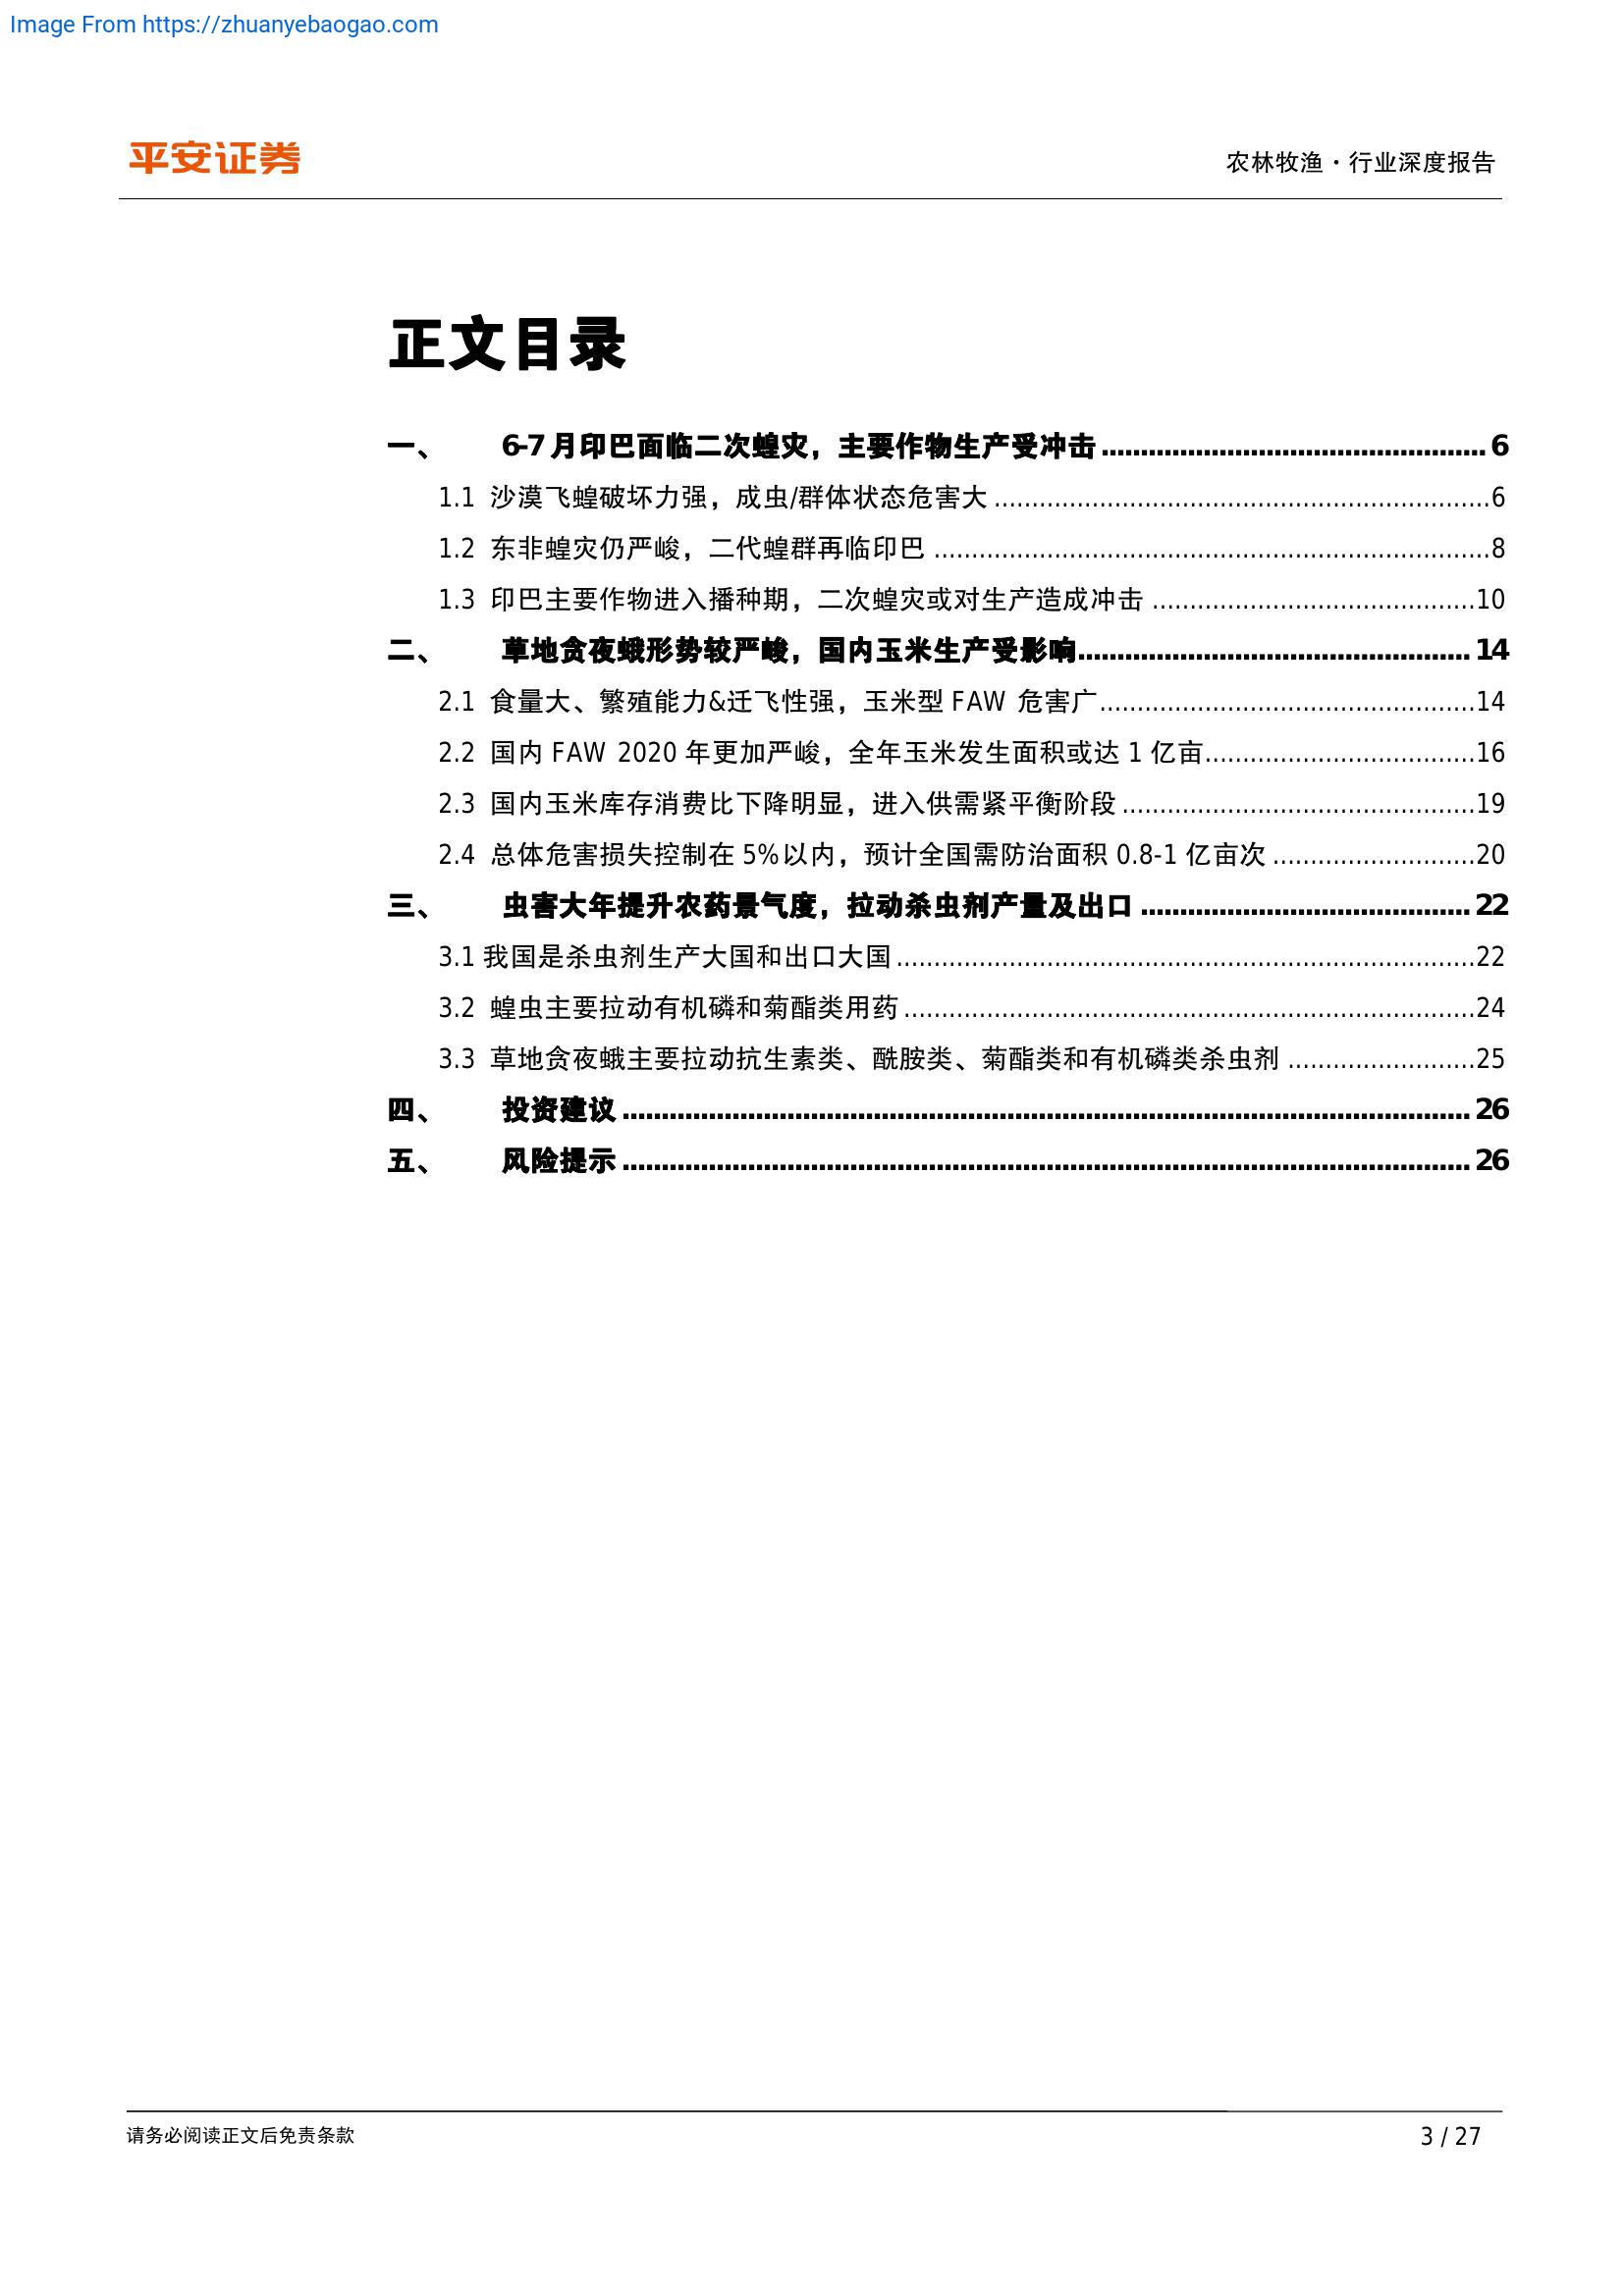 Image From https://zhuanyebaogao.com
平安证券
农林牧渔·行业深度报告
正文目录
一、 6-7月印巴面临二次蝗灾，主要作物生产受冲击 6
1.1 沙漠飞蝗破坏力强，成虫/群体状态危害大 6
1.2 东非蝗灾仍严峻，二代蝗群再临印巴 8
1.3 印巴主要作物进入播种期，二次蝗灾或对生产造成冲击 10
二、 草地贪夜蛾形势较严峻，国内玉米生产受影响 14
2.1 食量大、繁殖能力&迁飞性强，玉米型 FAW 危害广 14
2.2 国内 FAW 2020 年更加严峻，全年玉米发生面积或达 1 亿亩 16
2.3 国内玉米库存消费比下降明显，进入供需紧平衡阶段 19
2.4 总体危害损失控制在 5%以内，预计全国需防治面积 0.8-1 亿亩次 20
三、 虫害大年提升农药景气度，拉动杀虫剂产量及出口 22
3.1 我国是杀虫剂生产大国和出口大国 22
3.2 蝗虫主要拉动有机磷和菊酯类用药 24
3.3 草地贪夜蛾主要拉动抗生素类、酰胺类、菊酯类和有机磷类杀虫剂 25
四、 投资建议 26
五、 风险提示 26
请务必阅读正文后免责条款
3 / 27